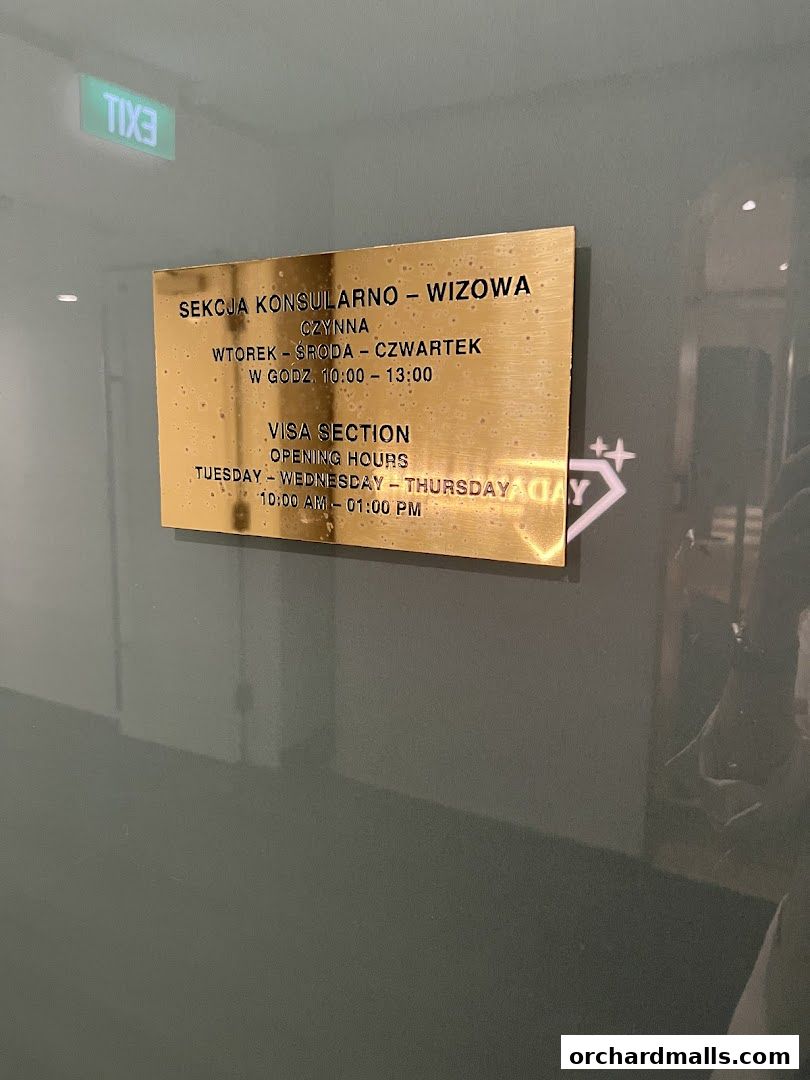 EXIT
SEKCJA KONSULARNO – WIZOWA
CZYNNA
WTOREK – ŚRODA – CZWARTEK
W GODZ. 10:00 – 13:00
VISA SECTION
OPENING HOURS
TUESDAY – WEDNESDAY – THURSDAY
10:00 AM – 01:00 PM
orchardmalls.com